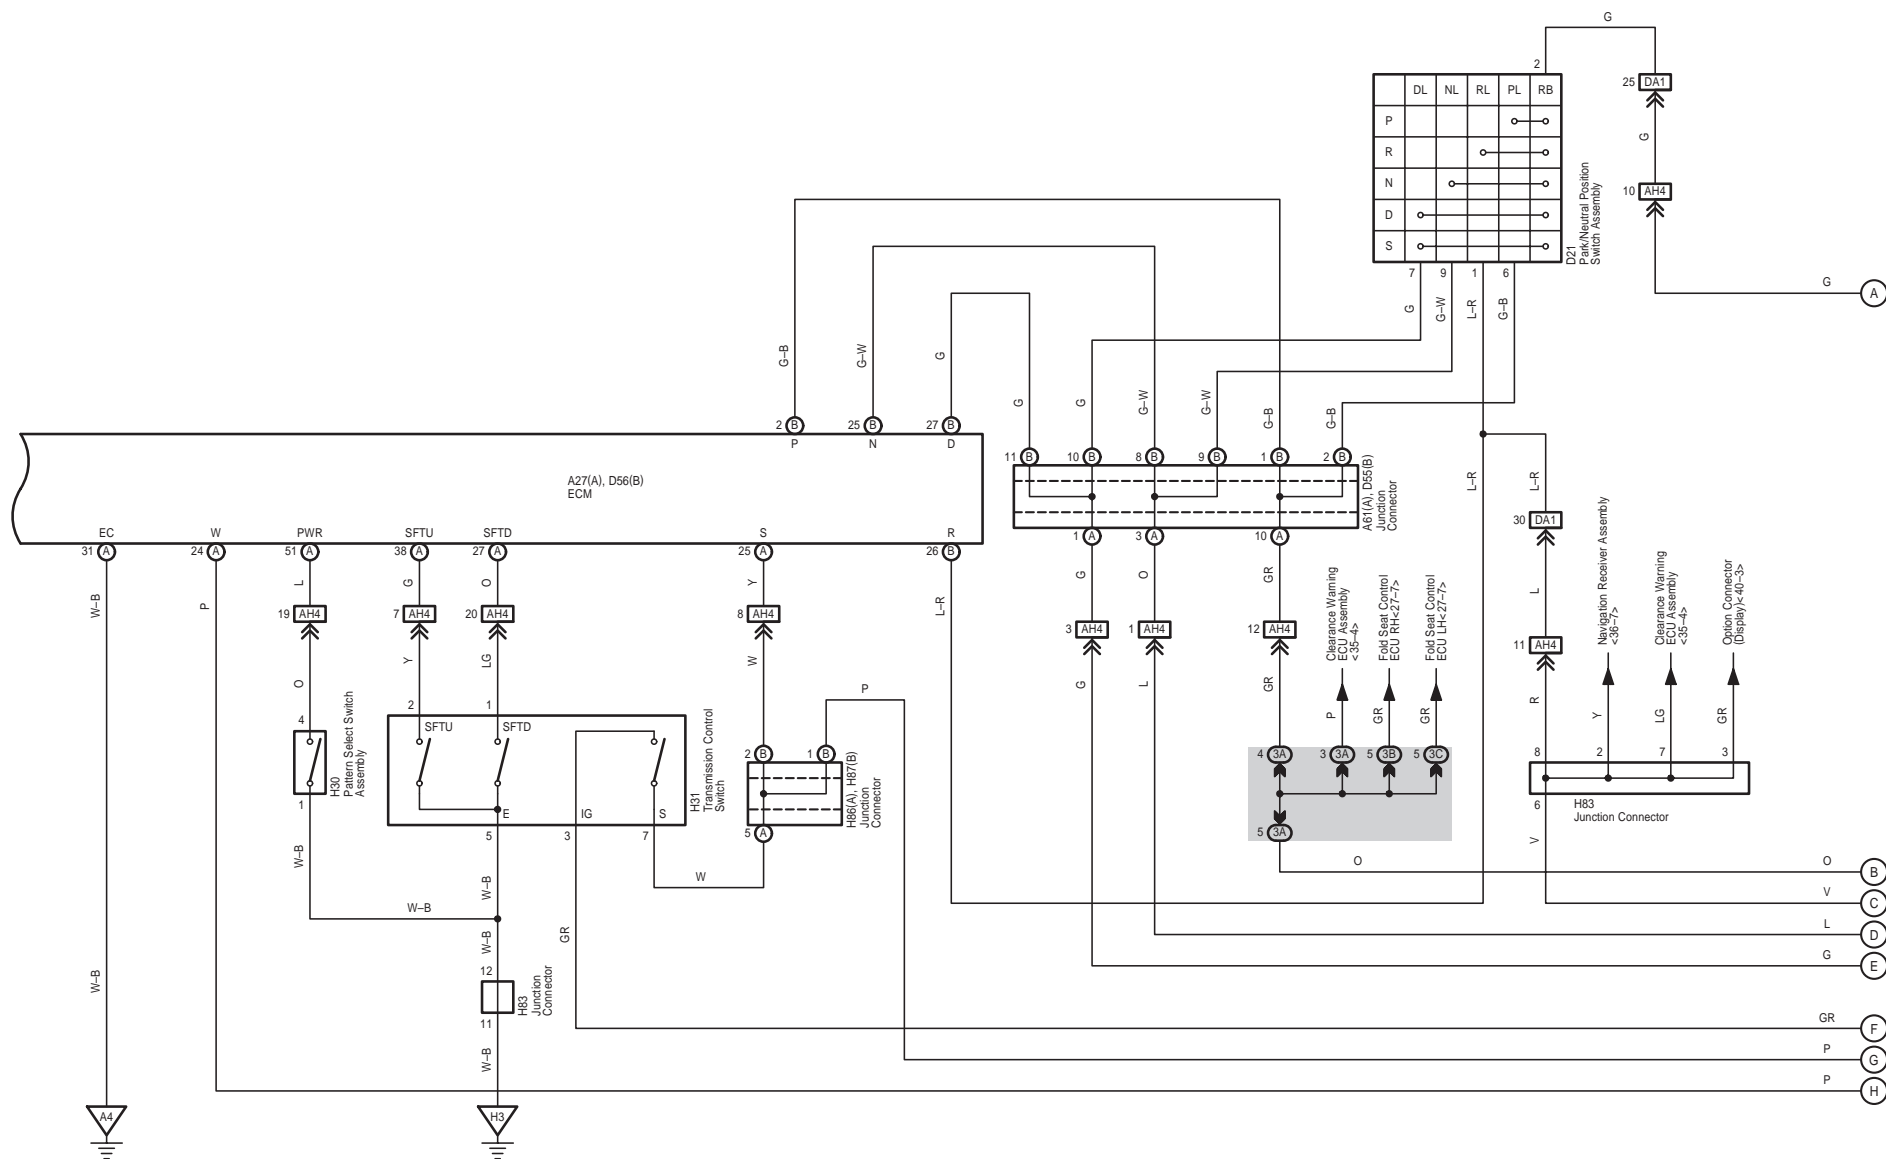 G
2
25 DA1
DL NL RL PL RB
P
R
N
D
S
D21
Park/Neutral Position
Switch Assembly
G
10 AH4
7 9 1 6
G
G–W
L–R
G–B
G
A
G–B
G–W
G
G
G
G–W
G–W
G–B
G–B
2 B
25 B
27 B
P N D
A27(A), D56(B)
ECM
11 B
10 B
8 B
9 B
1 B
2 B
A61(A), D55(B)
Junction
Connector
L–R
L–R
EC W PWR SFTU SFTD S R
31 A
24 A
51 A
38 A
27 A
25 A
26 B
1 A
3 A
10 A
30 DA1
W–B
P
L
G
O
Y
L–R
G
O
GR
L
19 AH4
7 AH4
20 AH4
8 AH4
3 AH4
1 AH4
12 AH4
11 AH4
Clearance Warning
ECU Assembly
<35–4>
Fold Seat Control
ECU RH<27–7>
Fold Seat Control
ECU LH<27–7>
Navigation Receiver Assembly
<36–7>
Clearance Warning
ECU Assembly
<35–4>
Option Connector
(Display)<40–3>
O
Y
LG
W
P
G
L
GR
P
GR
GR
R
Y
LG
GR
4
H30
Pattern Select Switch
Assembly
1
2 1
SFTU SFTD
E IG S
H31
Transmission Control
Switch
5 3 7
2 B
1 B
H86(A), H87(B)
Junction
Connector
5 A
4 3A
3 3A
5 3B
5 3C
5 3A
8 2 7 3
6
H83
Junction Connector
W–B
W–B
W
V
O
O
B
W–B
V
C
W–B
GR
L
D
W–B
G
E
12
H83
Junction
Connector
11
GR
F
W–B
P
G
P
H
A4
H3